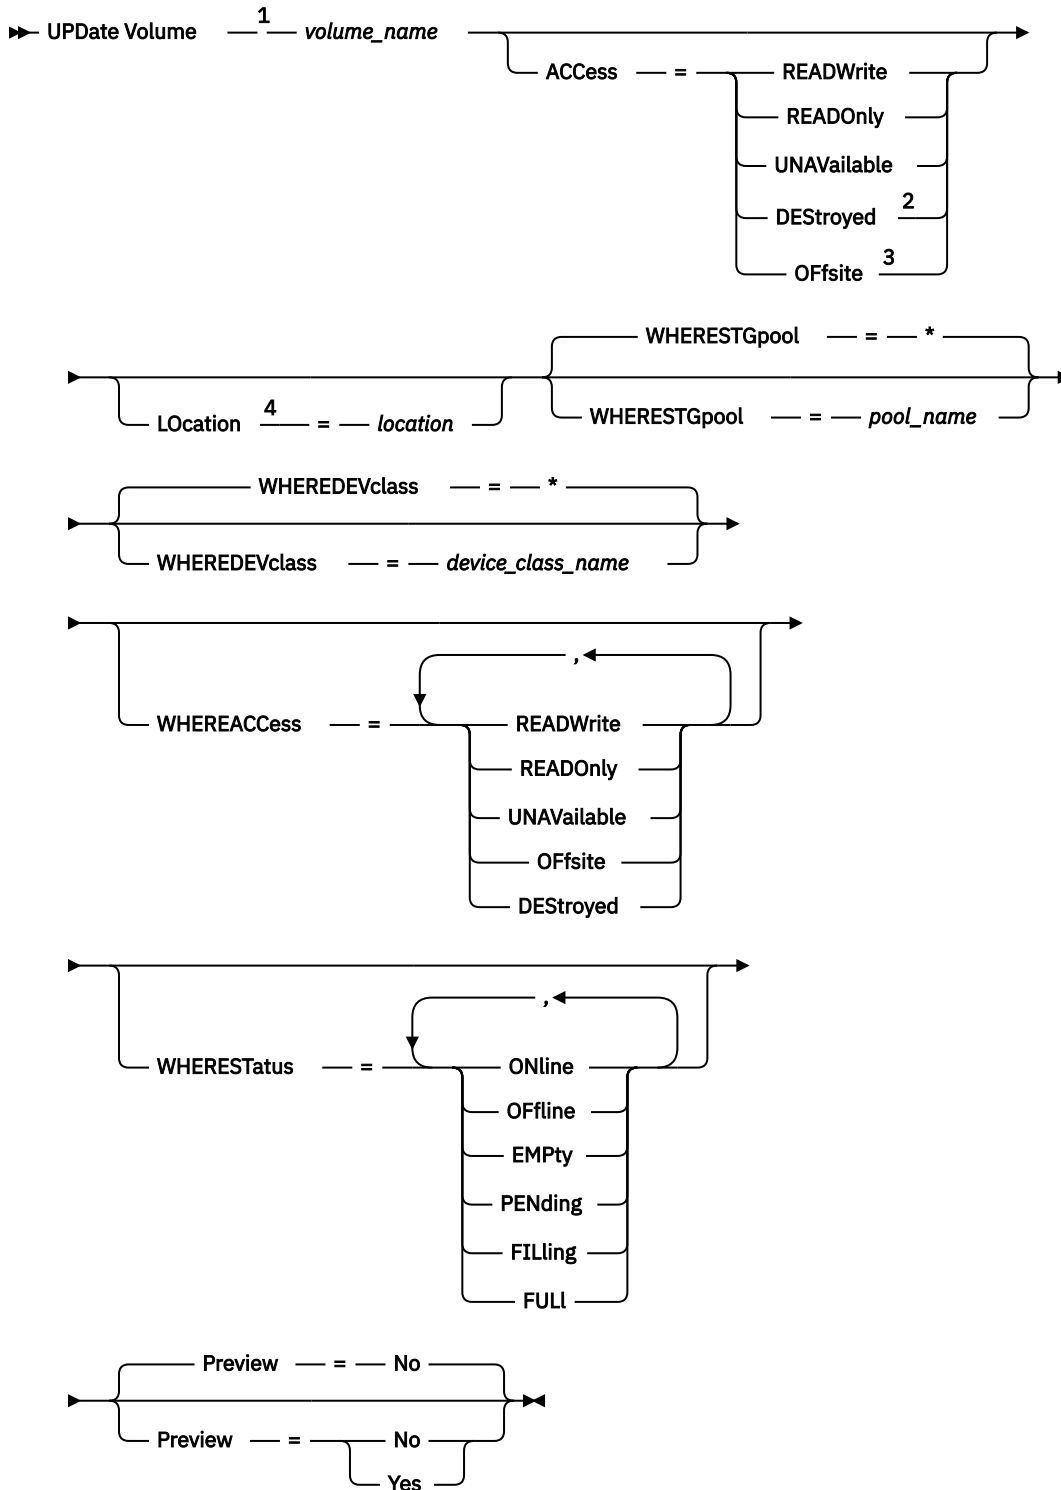 UPDate Volume 1 volume_name
ACCess = READWrite
READOnly
UNAVailable
DEStroyed 2
OFfsite 3
WHERESTGpool = *
LOcation 4 = location
WHERESTGpool = pool_name
WHEREDEVclass = *
WHEREDEVclass = device_class_name
,
WHEREACCess = READWrite
READOnly
UNAVailable
OFfsite
DEStroyed
,
WHERESTatus = ONline
OFfline
EMPty
PENding
FILling
FULl
Preview = No
Preview = No
Yes